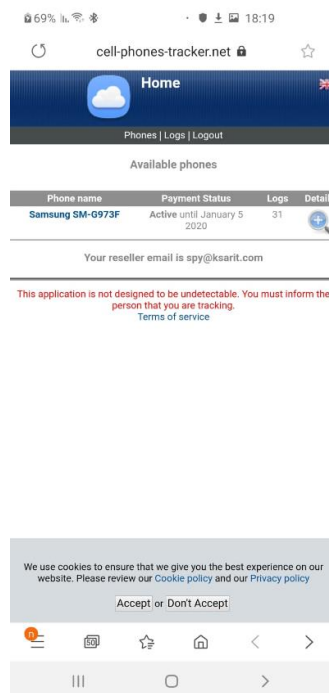 69% 18:19
cell-phones-tracker.net
Home
Phones | Logs | Logout
Available phones
Phone name Payment Status Logs Detail
Samsung SM-G973F Active until January 5 31
2020
Your reseller email is spy@ksarit.com
This application is not designed to be undetectable. You must inform the
person that you are tracking.
Terms of service
We use cookies to ensure that we give you the best experience on our
website. Please review our Cookie policy and our Privacy policy
Accept or Don't Accept
n
50